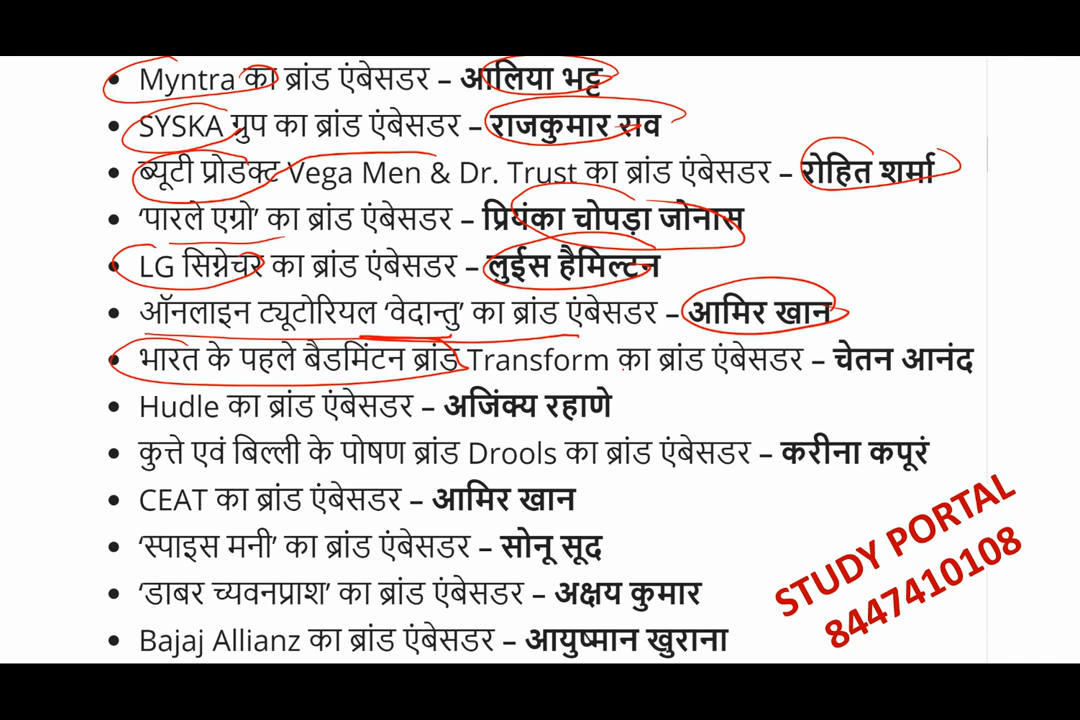 • Myntra का ब्रांड एंबेसडर – आलिया भट्ट
• SYSKA ग्रुप का ब्रांड एंबेसडर – राजकुमार राव
• ब्यूटी प्रोडक्ट Vega Men & Dr. Trust का ब्रांड एंबेसडर – रोहित शर्मा
• ‘पारले एग्रो’ का ब्रांड एंबेसडर – प्रियंका चोपड़ा जोनास
• LG सिग्नेचर का ब्रांड एंबेसडर – लुईस हैमिल्टन
• ऑनलाइन ट्यूटोरियल ‘वेदान्तु’ का ब्रांड एंबेसडर – आमिर खान
• भारत के पहले बैडमिंटन ब्रांड Transform का ब्रांड एंबेसडर – चेतन आनंद
• Hudle का ब्रांड एंबेसडर – अजिंक्य रहाणे
• कुत्ते एवं बिल्ली के पोषण ब्रांड Drools का ब्रांड एंबेसडर – करीना कपूरं
• CEAT का ब्रांड एंबेसडर – आमिर खान
• ‘स्पाइस मनी’ का ब्रांड एंबेसडर – सोनू सूद
• ‘डाबर च्यवनप्राश’ का ब्रांड एंबेसडर – अक्षय कुमार
• Bajaj Allianz का ब्रांड एंबेसडर – आयुष्मान खुराना
STUDY PORTAL
8447410108